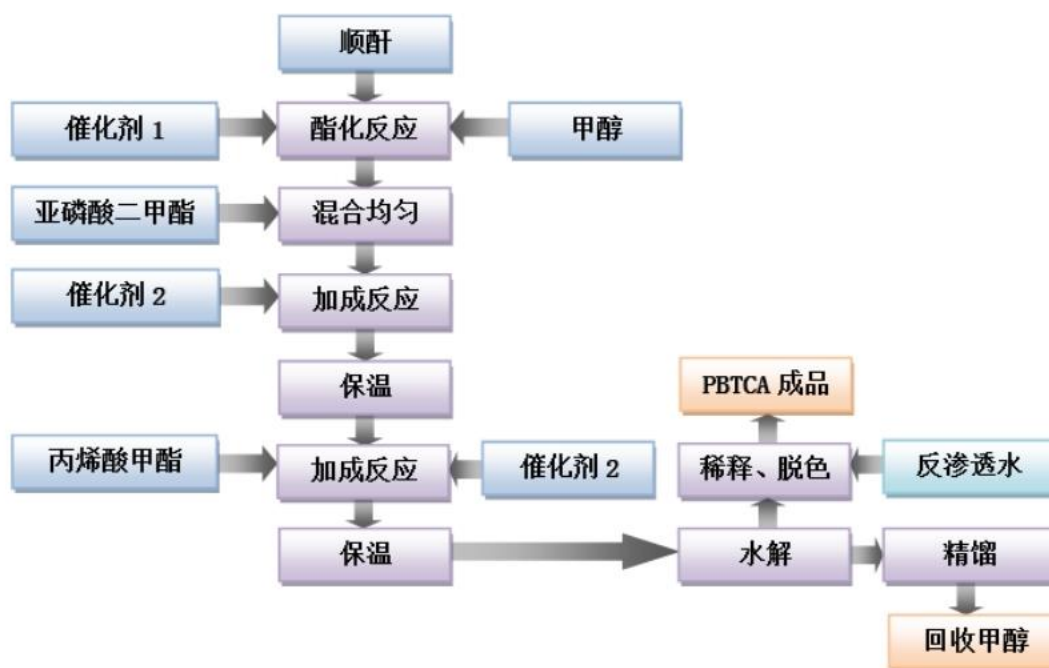 顺酐
催化剂 1
酯化反应
甲醇
亚磷酸二甲酯
混合均匀
催化剂 2
加成反应
保温
PBTCA 成品
丙烯酸甲酯
加成反应
催化剂 2
稀释、脱色
反渗透水
保温
水解
精馏
回收甲醇